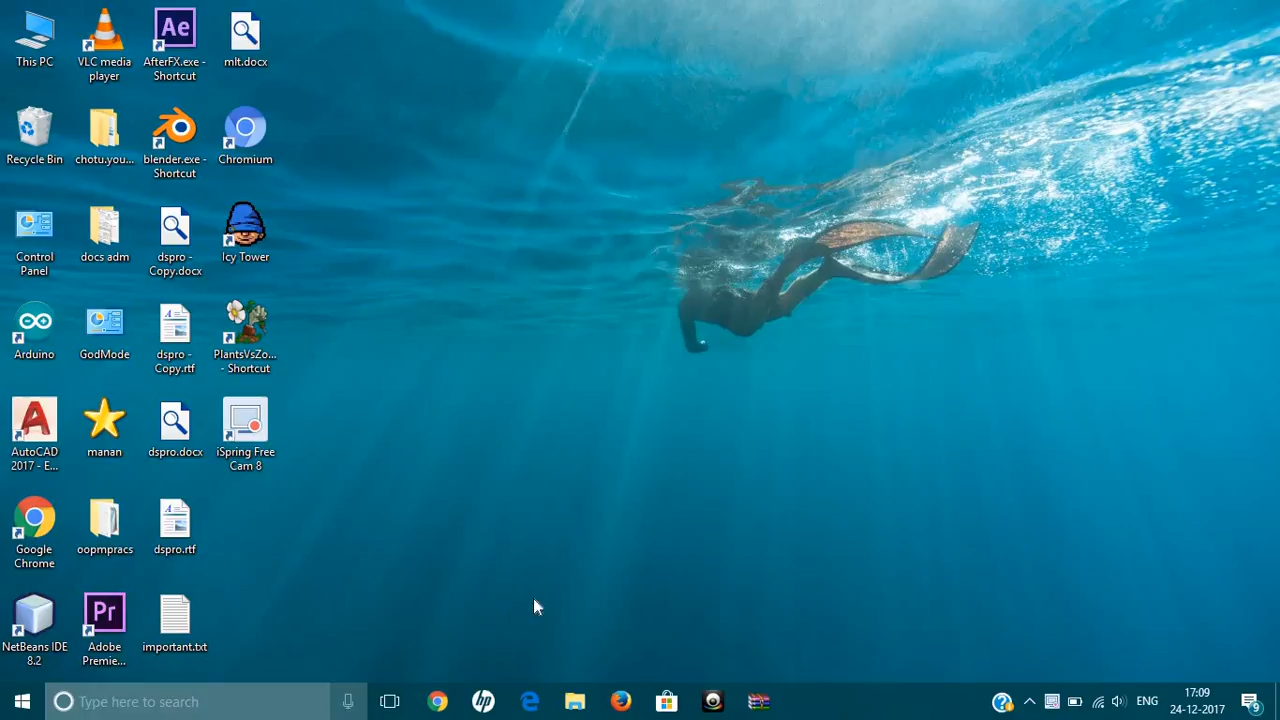 This PC
VLC media
player
Ae
AfterFX.exe -
Shortcut
mlt.docx
Recycle Bin
chotu.you...
blender.exe -
Shortcut
Chromium
Control
Panel
docs adm
dspro -
Copy.docx
Icy Tower
Arduino
GodMode
dspro -
Copy.rtf
PlantsVsZo...
- Shortcut
AutoCAD
2017 - E...
manan
dspro.docx
iSpring Free
Cam 8
Google
Chrome
oopmpracs
dspro.rtf
NetBeans IDE
8.2
Pr
Adobe
Premie...
important.txt
Type here to search
hp
ENG
17:09
24-12-2017
9